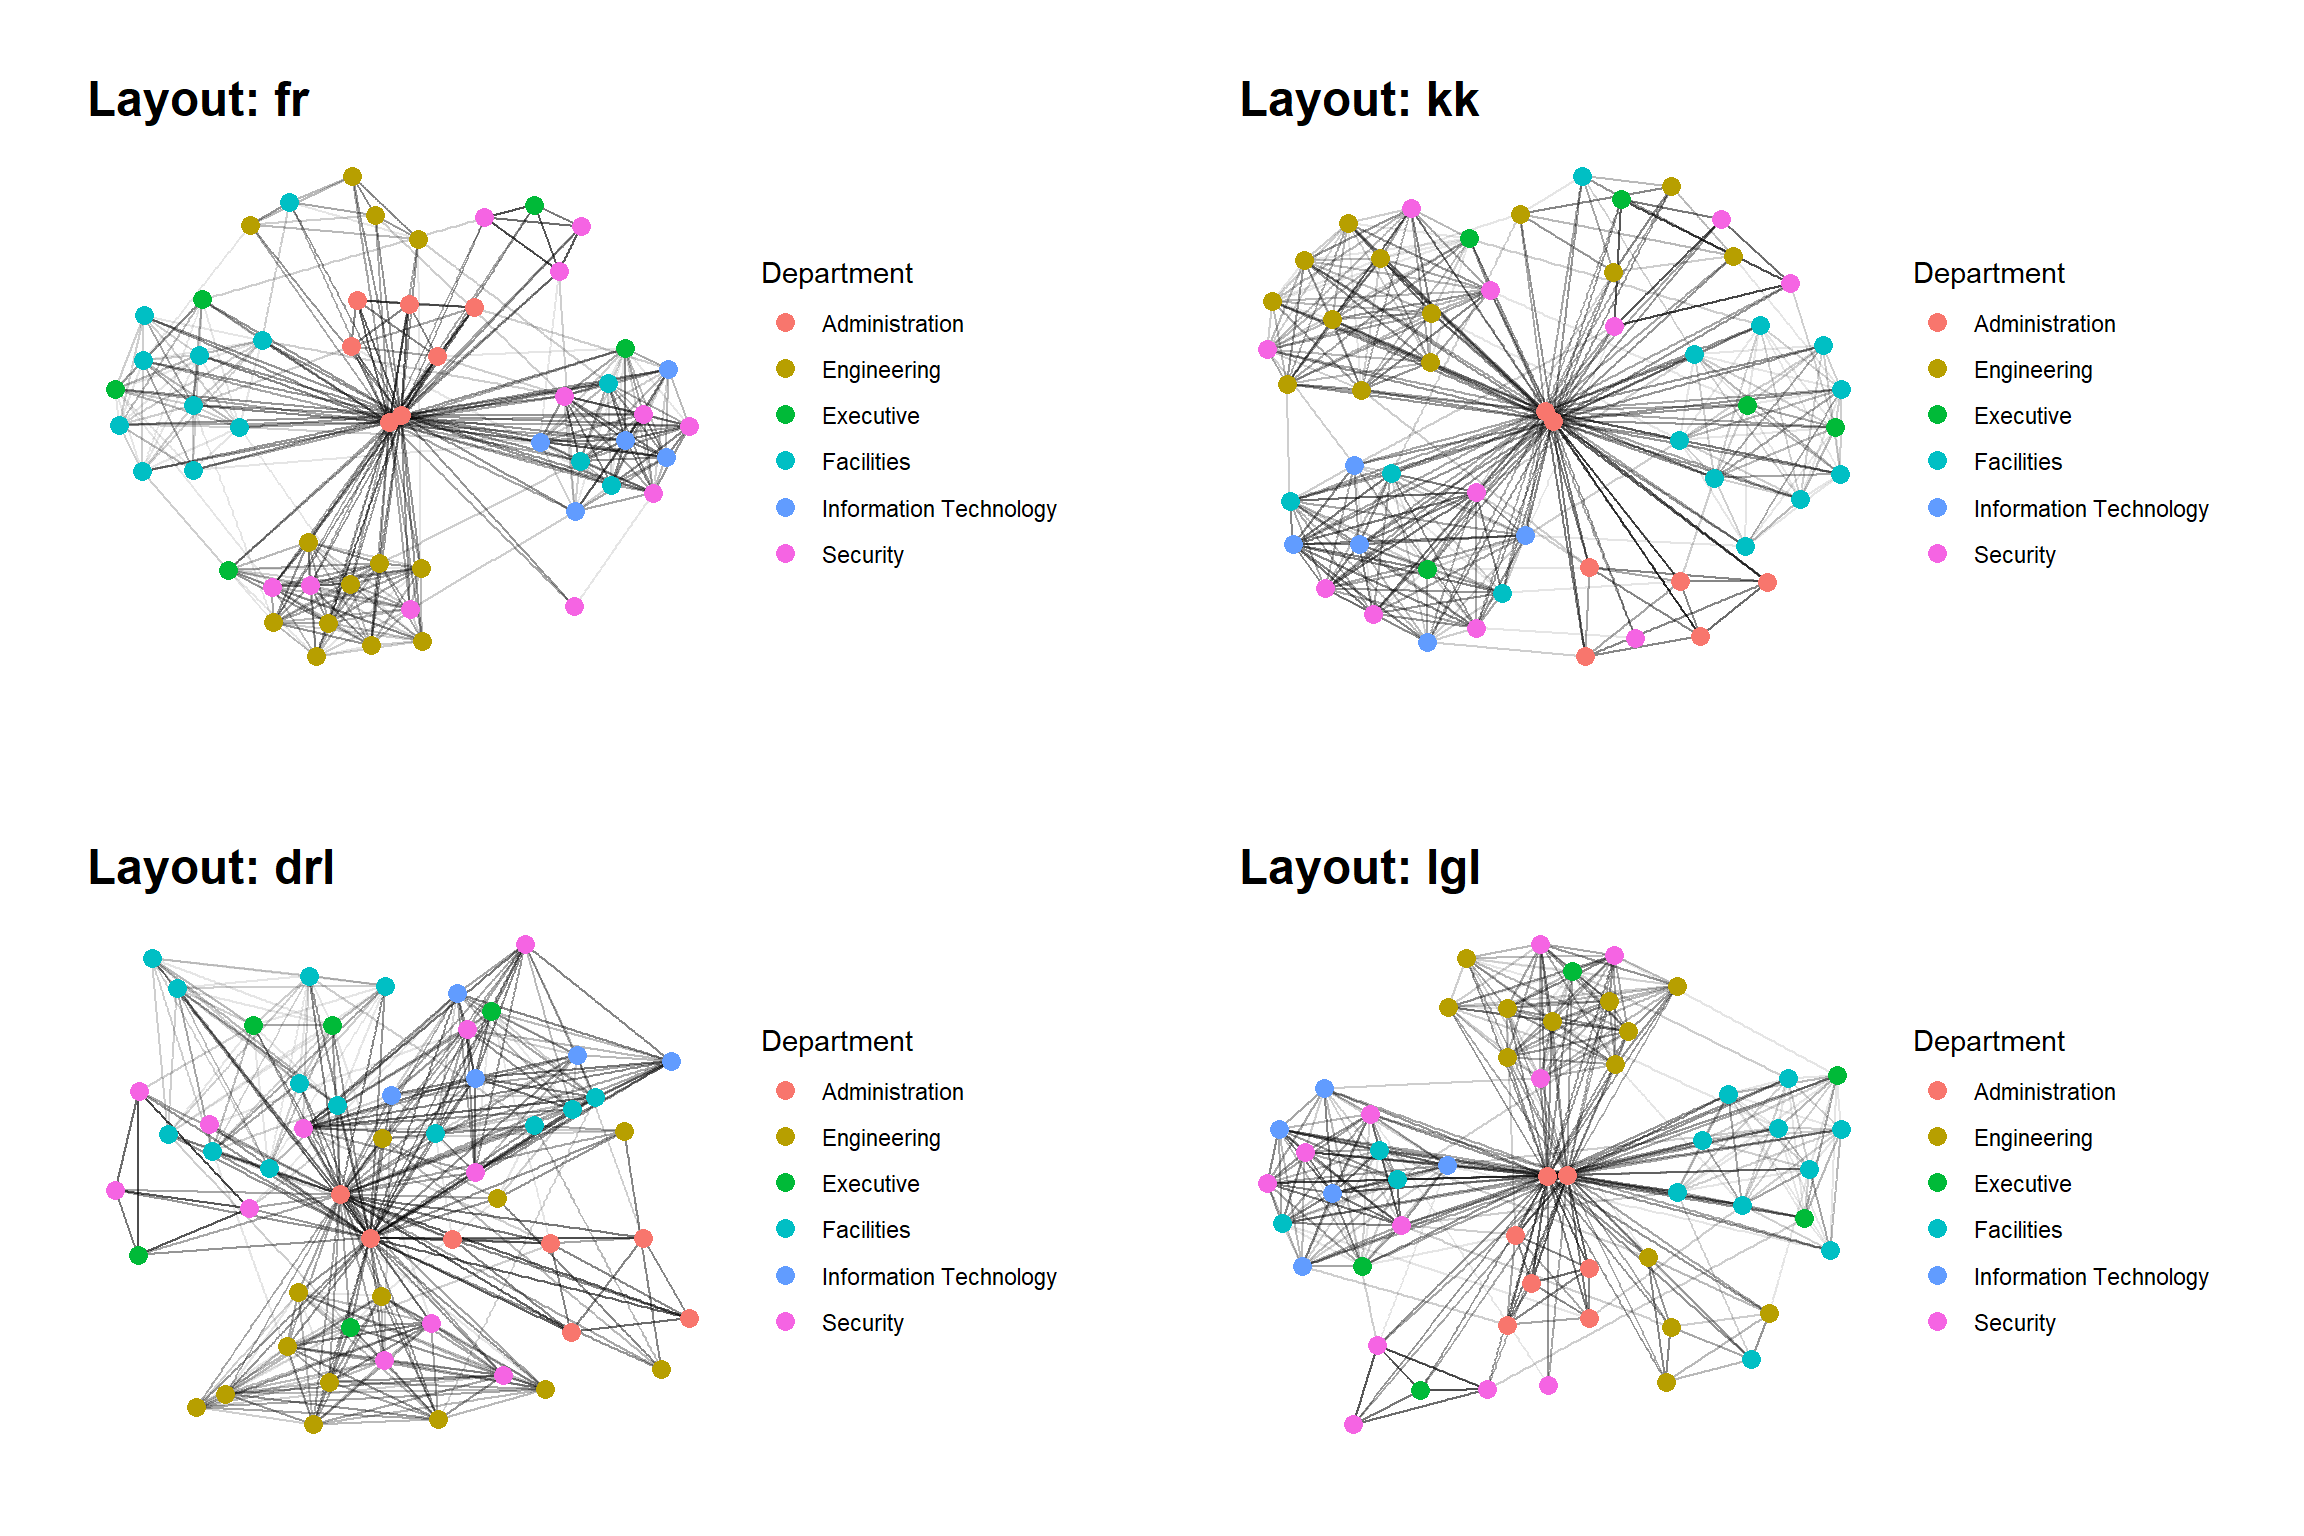 Layout: fr
Department
Administration
Engineering
Executive
Facilities
Information Technology
Security
Layout: kk
Department
Administration
Engineering
Executive
Facilities
Information Technology
Security
Layout: drl
Department
Administration
Engineering
Executive
Facilities
Information Technology
Security
Layout: lgl
Department
Administration
Engineering
Executive
Facilities
Information Technology
Security